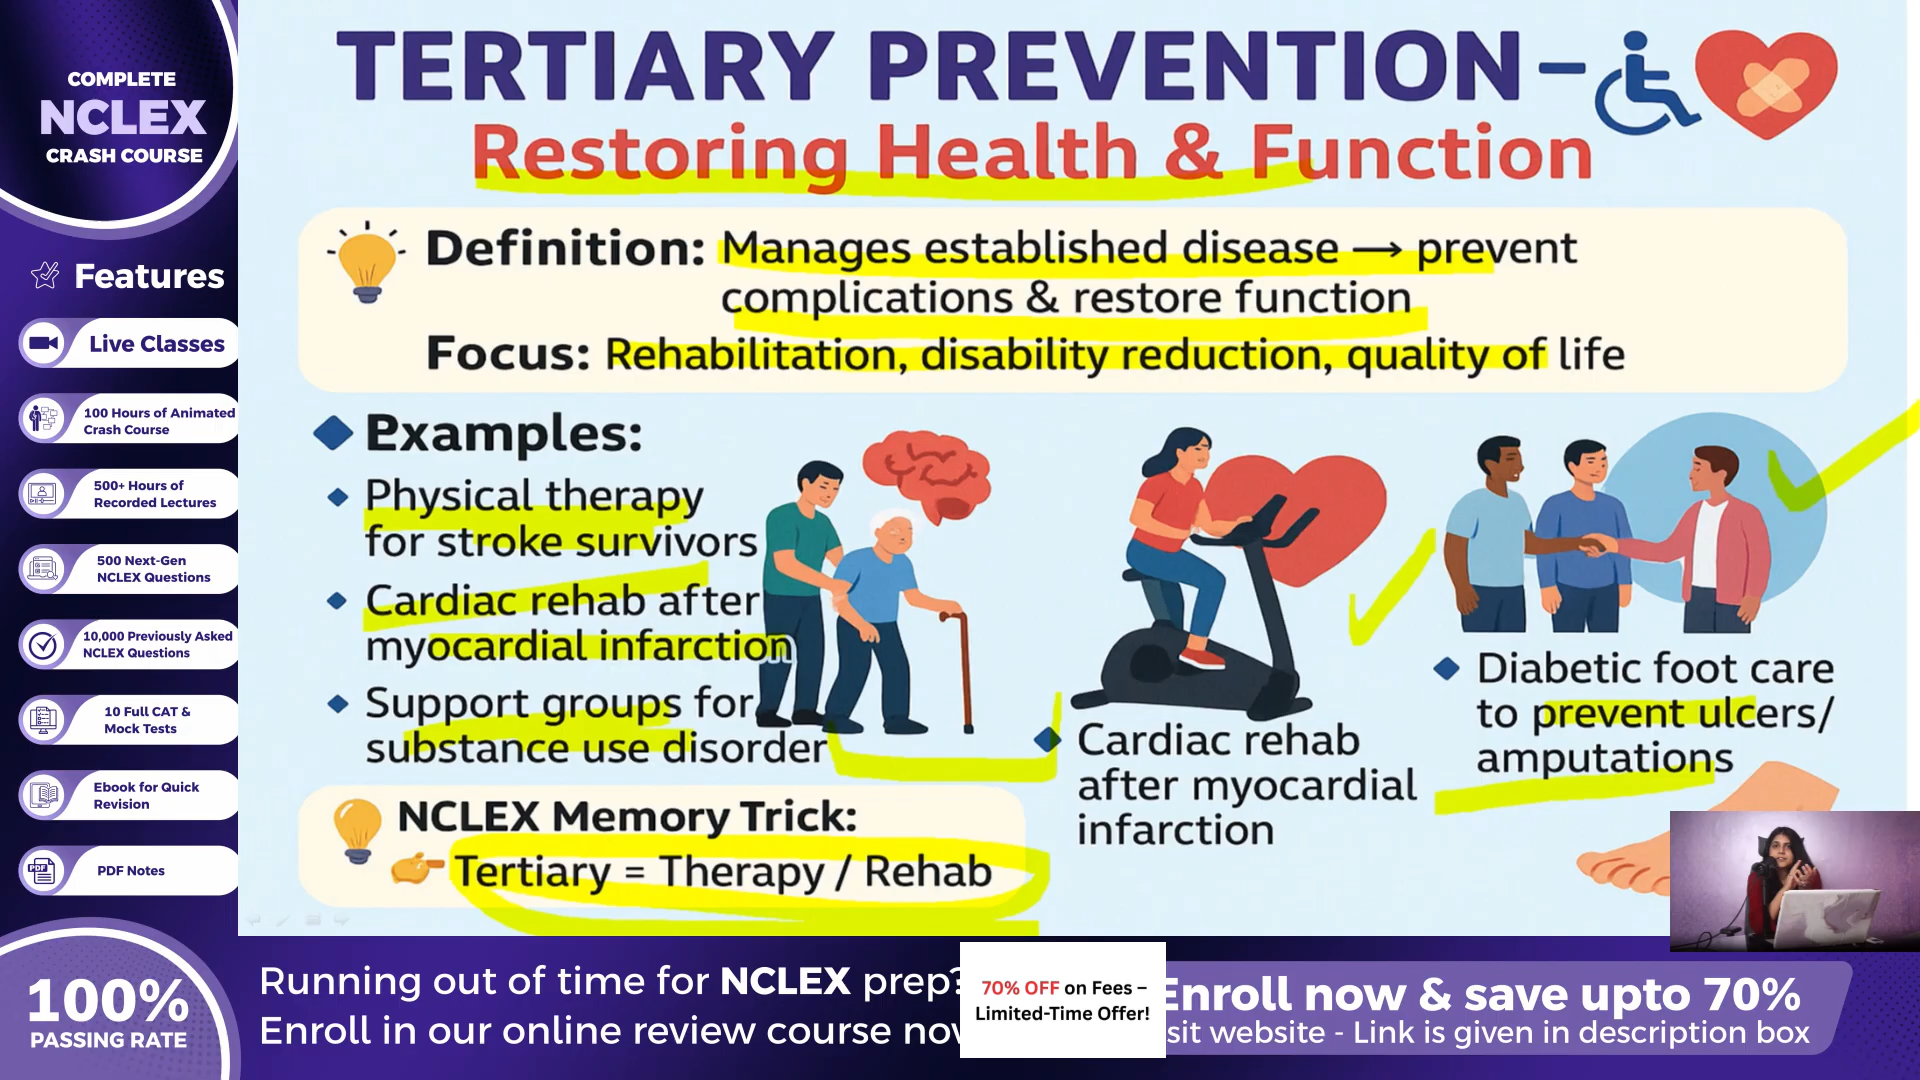 COMPLETE
NCLEX
CRASH COURSE
Features
Live Classes
100 Hours of Animated
Crash Course
500+ Hours of
Recorded Lectures
500 Next-Gen
NCLEX Questions
10,000 Previously Asked
NCLEX Questions
10 Full CAT &
Mock Tests
Ebook for Quick
Revision
PDF
PDF Notes
100%
PASSING RATE
TERTIARY PREVENTION–
Restoring Health & Function
Definition: Manages established disease → prevent
complications & restore function
Focus: Rehabilitation, disability reduction, quality of life
Examples:
Physical therapy
for stroke survivors
Cardiac rehab after
myocardial infarction
Support groups for
substance use disorder
Cardiac rehab
after myocardial
infarction
Diabetic foot care
to prevent ulcers/
amputations
NCLEX Memory Trick:
Tertiary = Therapy / Rehab
Running out of time for NCLEX prep?
Enroll in our online review course
70% OFF on Fees –
Limited-Time Offer!
Enroll now & save upto 70%
website - Link is given in description box